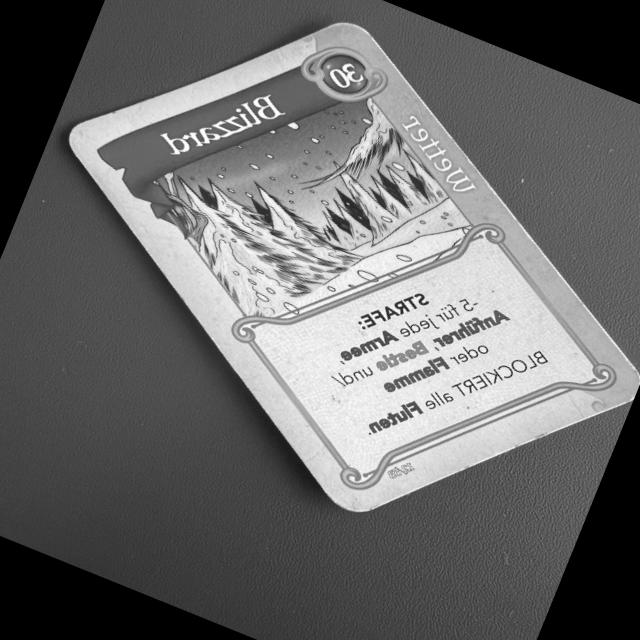 30
Blizzard
Wetter
STRAFE:
-5 für jede Armee,
Anführer, Bestie und/
oder Flamme
BLOCKIERT alle Fluten.